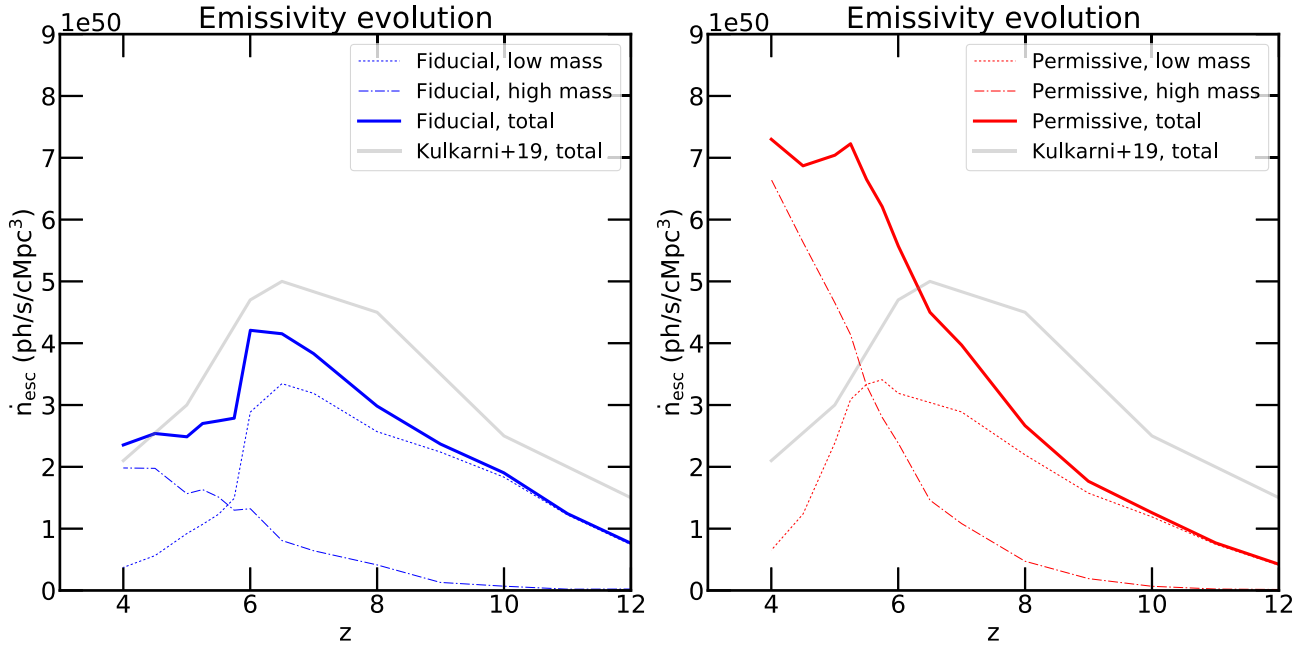 Emissivity evolution
1e50
9
8
7
6
5
4
3
2
1
0
4 6 8 10 12
z
ṅesc (ph/s/cMpc³)
Fiducial, low mass
Fiducial, high mass
Fiducial, total
Kulkarni+19, total
Emissivity evolution
1e50
9
8
7
6
5
4
3
2
1
0
4 6 8 10 12
z
ṅesc (ph/s/cMpc³)
Permissive, low mass
Permissive, high mass
Permissive, total
Kulkarni+19, total